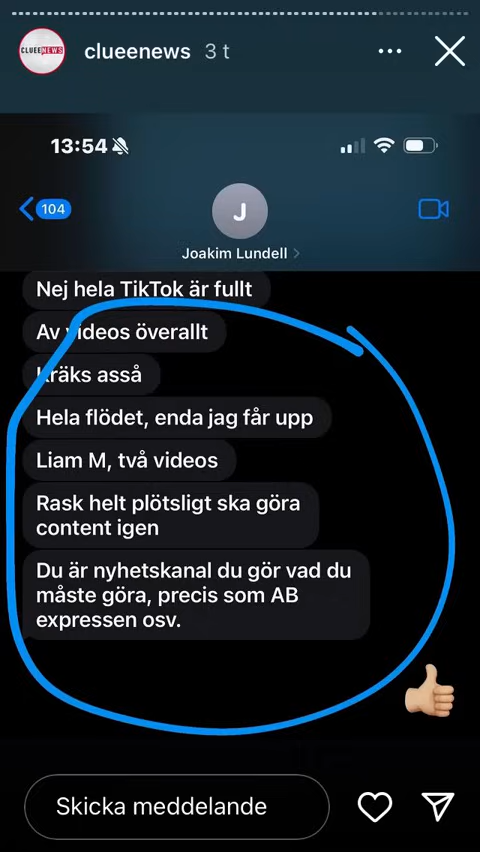 CLUEENEWS
clueenews 3 t
13:54
104
J
Joakim Lundell
Nej hela TikTok är fullt
Av videos överallt
Kräks asså
Hela flödet, enda jag får upp
Liam M, två videos
Rask helt plötsligt ska göra
content igen
Du är nyhetskanal du gör vad du
måste göra, precis som AB
expressen osv.
Skicka meddelande